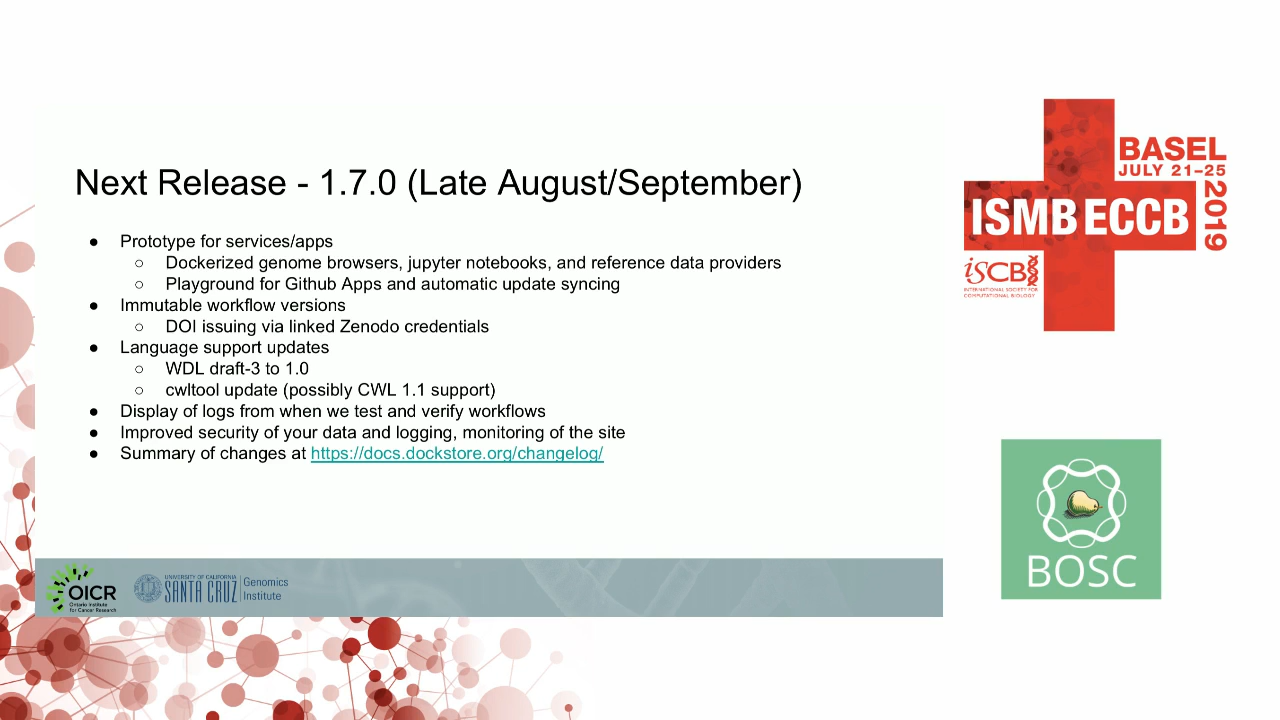 Next Release - 1.7.0 (Late August/September)
● Prototype for services/apps
○ Dockerized genome browsers, jupyter notebooks, and reference data providers
○ Playground for Github Apps and automatic update syncing
● Immutable workflow versions
○ DOI issuing via linked Zenodo credentials
● Language support updates
○ WDL draft-3 to 1.0
○ cwltool update (possibly CWL 1.1 support)
● Display of logs from when we test and verify workflows
● Improved security of your data and logging, monitoring of the site
● Summary of changes at https://docs.dockstore.org/changelog/
OICR
Ontario Institute
for Cancer Research
UNIVERSITY OF CALIFORNIA
SANTA CRUZ
Genomics
Institute
BASEL
JULY 21–25
2019
ISMB ECCB
iSCB
INTERNATIONAL SOCIETY FOR
COMPUTATIONAL BIOLOGY
BOSC